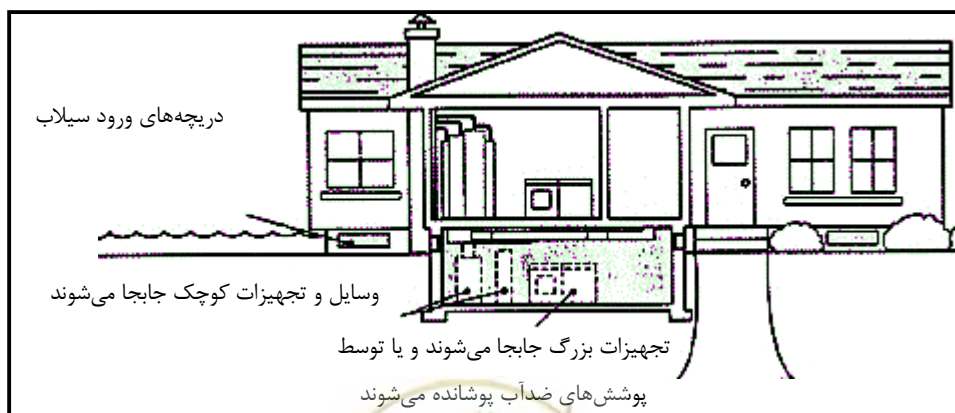 دریچه‌های ورود سیلاب
وسایل و تجهیزات کوچک جابجا می‌شوند
تجهیزات بزرگ جابجا می‌شوند و یا توسط
پوشش‌های ضدآب پوشانده می‌شوند